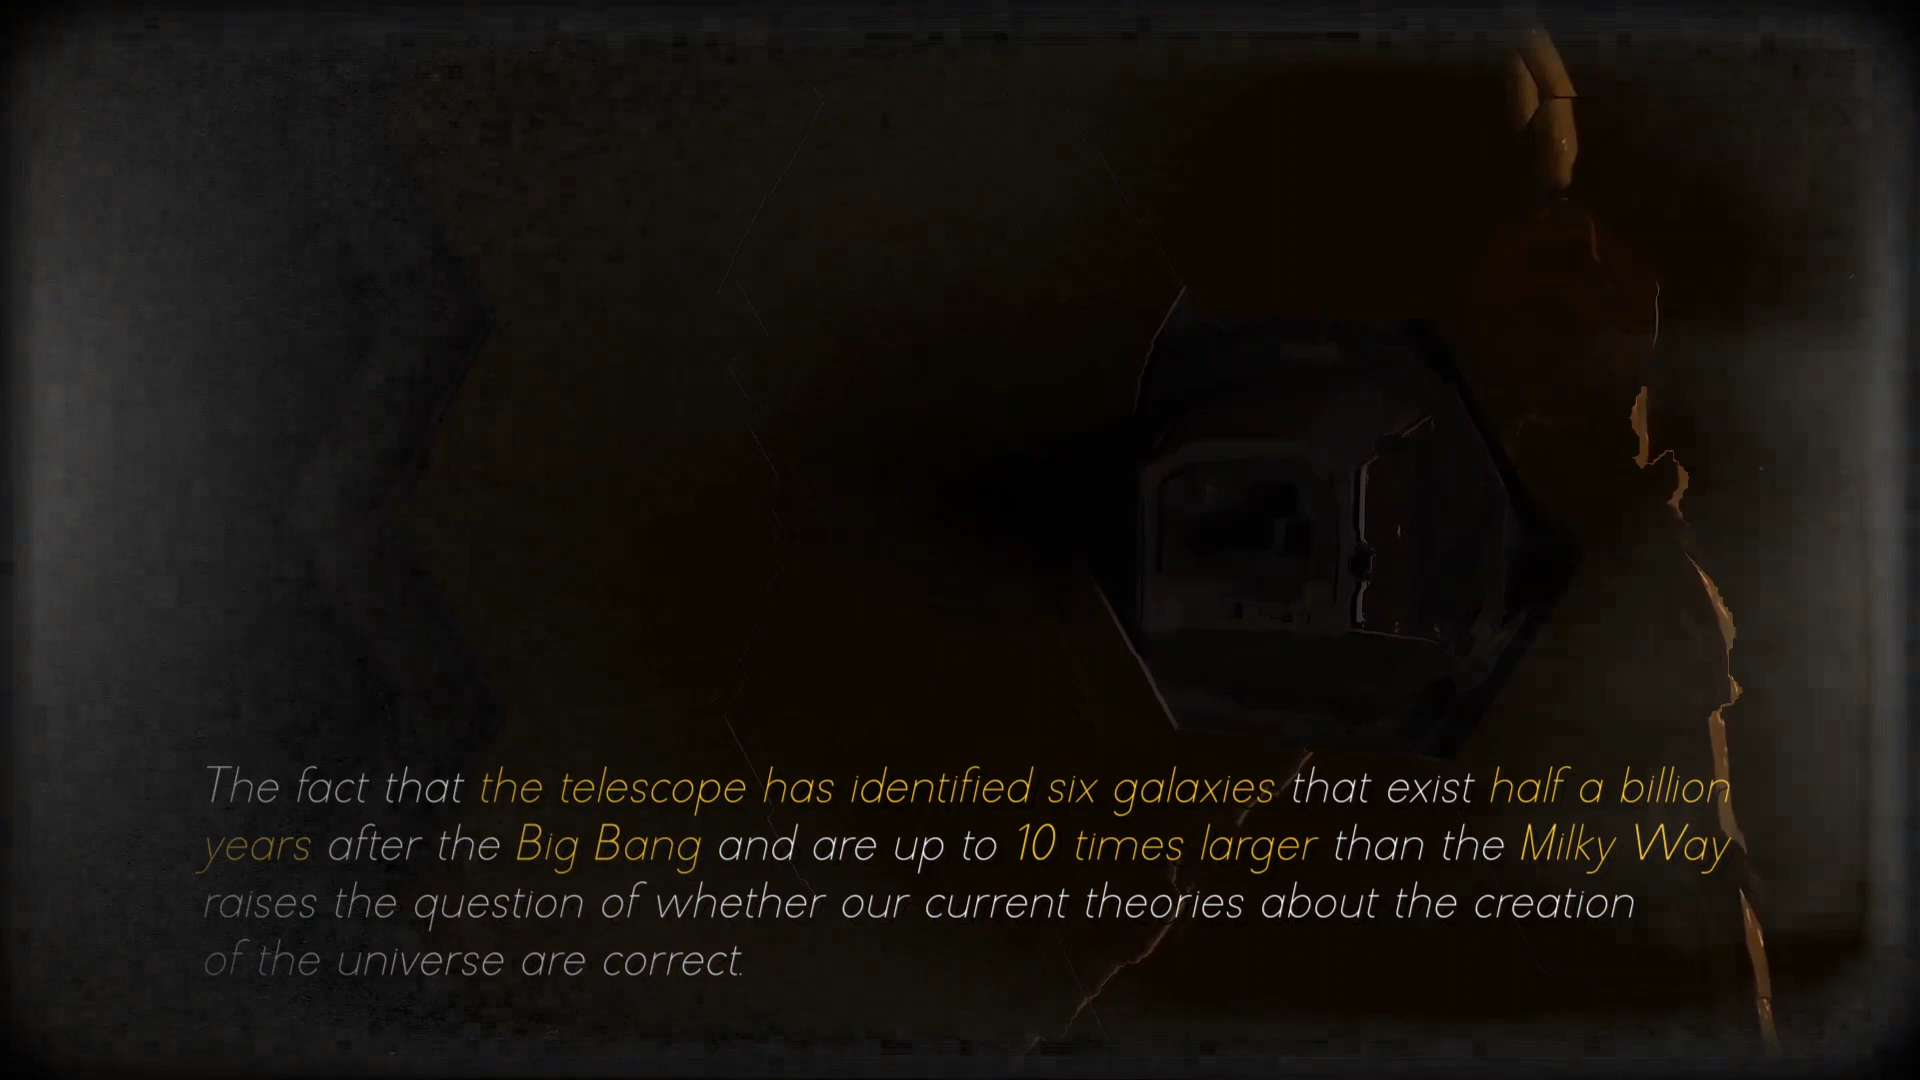 The fact that the telescope has identified six galaxies that exist half a billion
years after the Big Bang and are up to 10 times larger than the Milky Way
raises the question of whether our current theories about the creation
of the universe are correct.